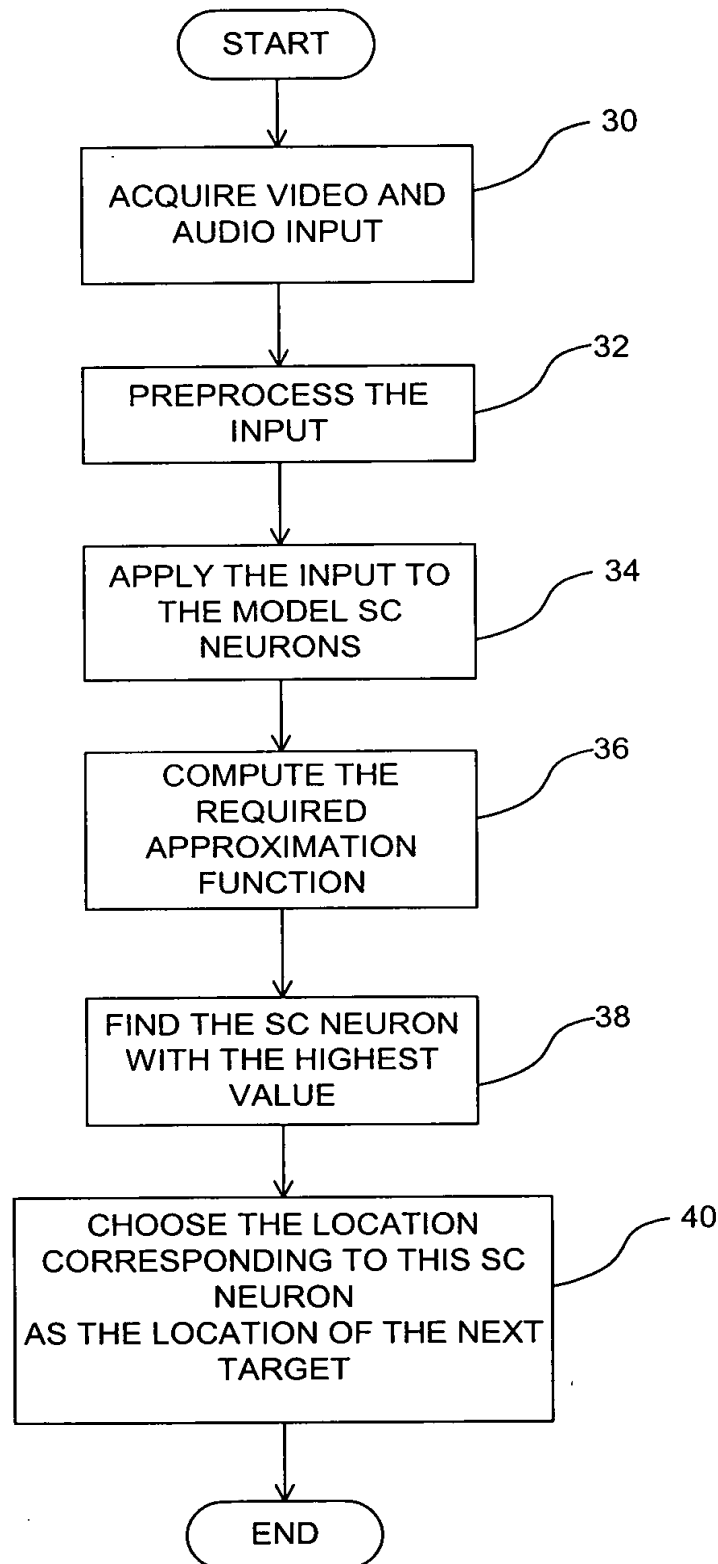 START
30
ACQUIRE VIDEO AND
AUDIO INPUT
32
PREPROCESS THE
INPUT
34
APPLY THE INPUT TO
THE MODEL SC
NEURONS
36
COMPUTE THE
REQUIRED
APPROXIMATION
FUNCTION
38
FIND THE SC NEURON
WITH THE HIGHEST
VALUE
40
CHOOSE THE LOCATION
CORRESPONDING TO THIS SC
NEURON
AS THE LOCATION OF THE NEXT
TARGET
END